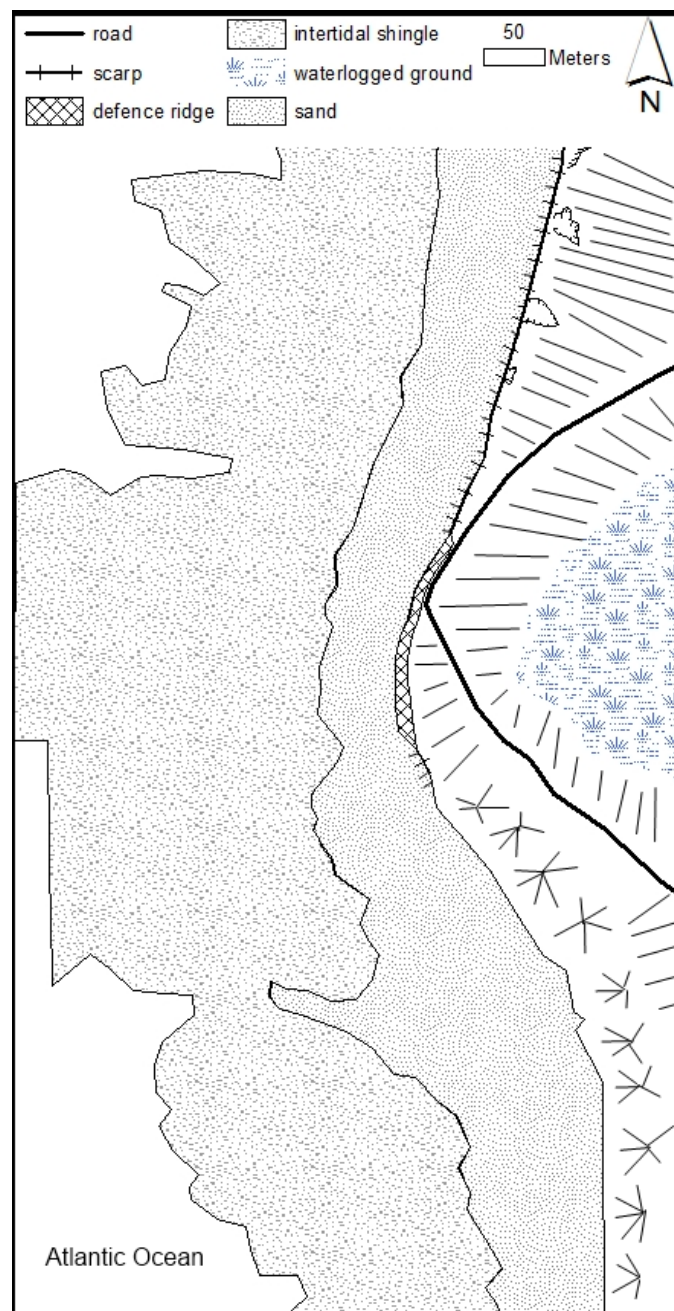 road
intertidal shingle
50
Meters
scarp
waterlogged ground
defence ridge
sand
N
Atlantic Ocean